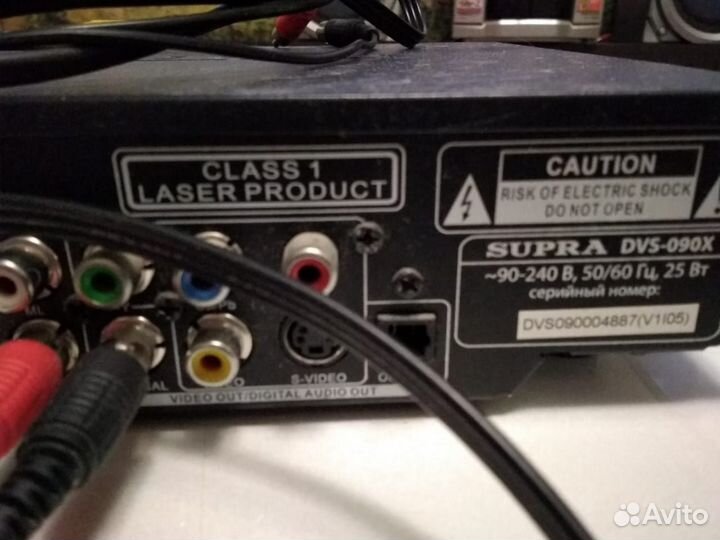 CLASS 1
LASER PRODUCT
CAUTION
RISK OF ELECTRIC SHOCK
DO NOT OPEN
SUPRA DVS-090X
~90-240 В, 50/60 Гц, 25 Вт
серийный номер:
DVS090004887(V1I05)
S-VIDEO
VIDEO OUT/DIGITAL AUDIO OUT
Avito